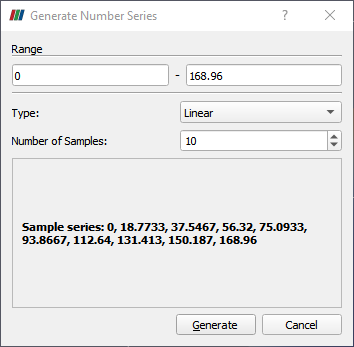 Generate Number Series
Range
0 - 168.96
Type: Linear
Number of Samples: 10
Sample series: 0, 18.7733, 37.5467, 56.32, 75.0933,
93.8667, 112.64, 131.413, 150.187, 168.96
Generate Cancel